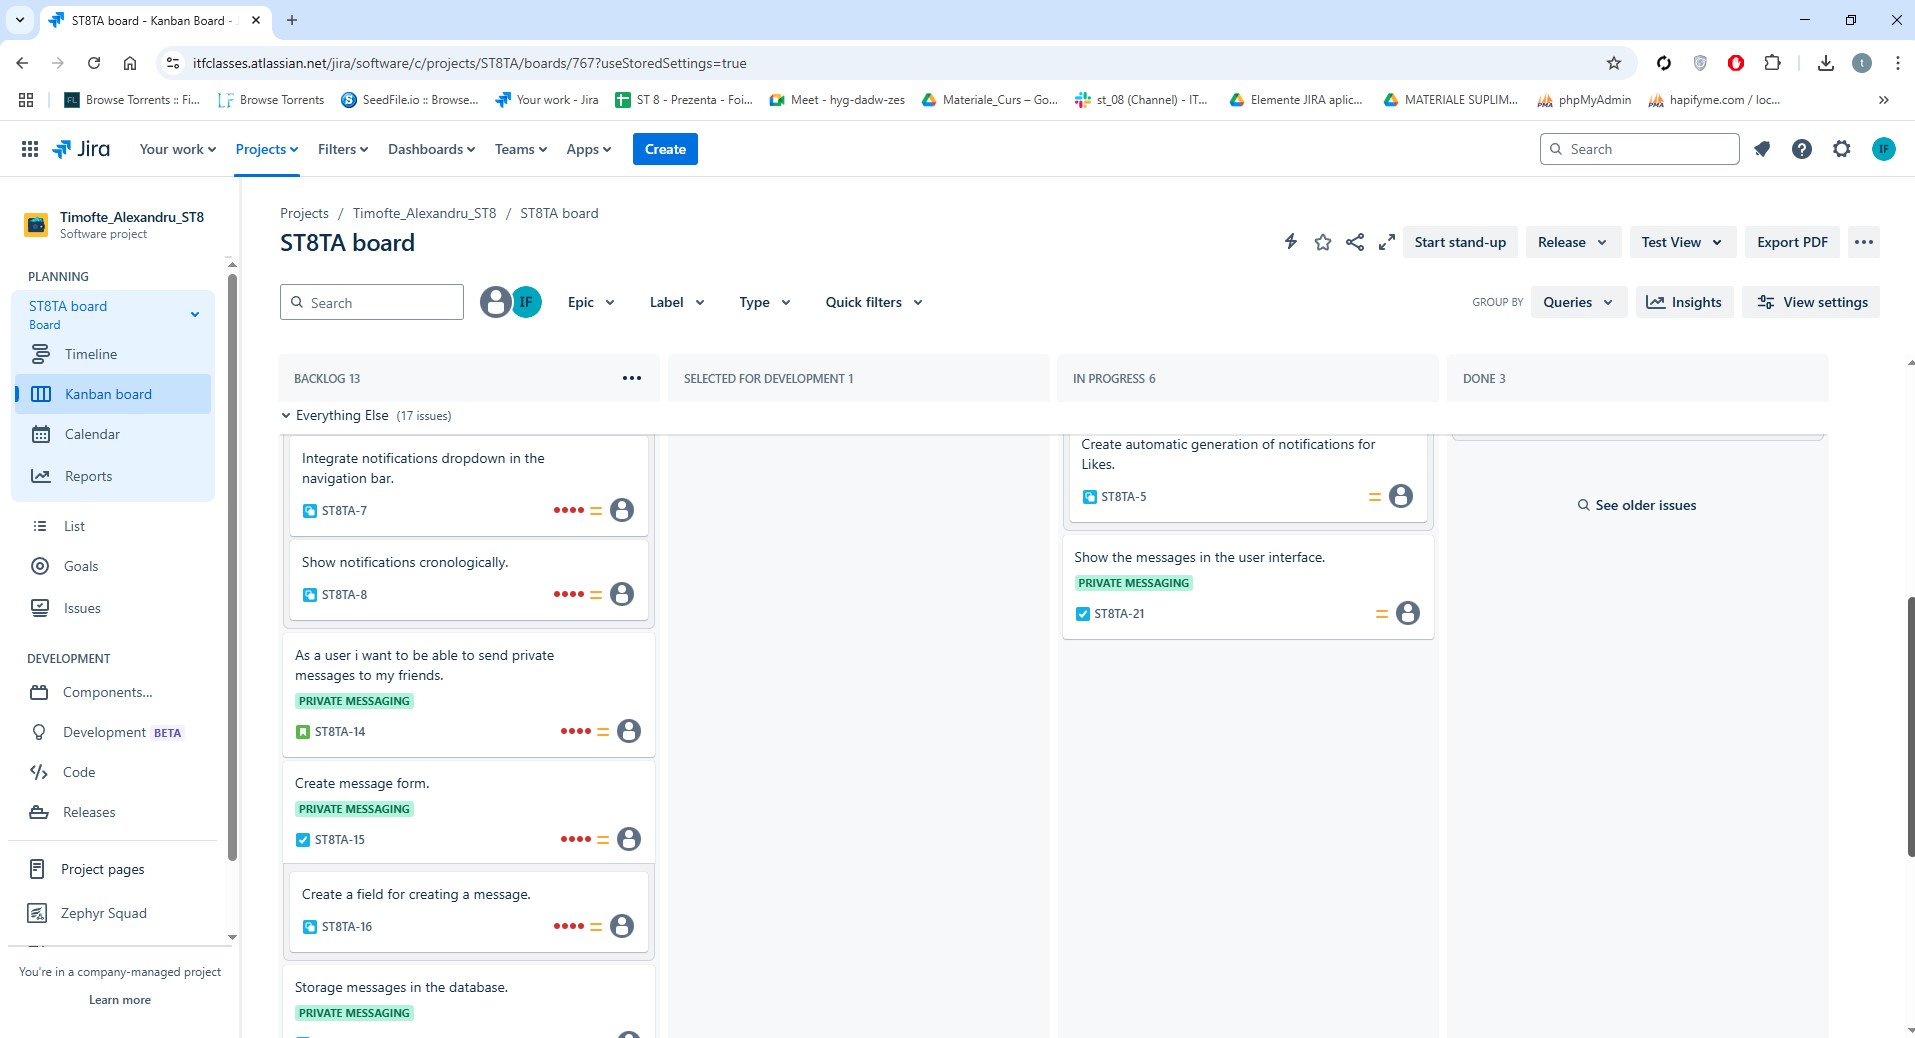 ST8TA board - Kanban Board -
itfclasses.atlassian.net/jira/software/c/projects/ST8TA/boards/767?useStoredSettings=true
t
FL Browse Torrents :: Fi...
Browse Torrents
SeedFile.io :: Browse...
Your work - Jira
ST 8 - Prezenta - Foi...
Meet - hyg-dadw-zes
Materiale_Curs – Go...
st_08 (Channel) - IT...
Elemente JIRA aplic...
MATERIALE SUPLIM...
phpMyAdmin
hapifyme.com / loc...
Jira
Your work
Projects
Filters
Dashboards
Teams
Apps
Create
Search
IF
Timofte_Alexandru_ST8
Software project
PLANNING
ST8TA board
Board
Timeline
Kanban board
Calendar
Reports
List
Goals
Issues
DEVELOPMENT
Components...
Development BETA
Code
Releases
Project pages
Zephyr Squad
You're in a company-managed project
Learn more
Projects / Timofte_Alexandru_ST8 / ST8TA board
ST8TA board
Start stand-up
Release
Test View
Export PDF
Search
IF
Epic
Label
Type
Quick filters
GROUP BY
Queries
Insights
View settings
BACKLOG 13
SELECTED FOR DEVELOPMENT 1
IN PROGRESS 6
DONE 3
Everything Else (17 issues)
Integrate notifications dropdown in the
navigation bar.
ST8TA-7
Show notifications cronologically.
ST8TA-8
As a user i want to be able to send private
messages to my friends.
PRIVATE MESSAGING
ST8TA-14
Create message form.
PRIVATE MESSAGING
ST8TA-15
Create a field for creating a message.
ST8TA-16
Storage messages in the database.
PRIVATE MESSAGING
Create automatic generation of notifications for
Likes.
ST8TA-5
Show the messages in the user interface.
PRIVATE MESSAGING
ST8TA-21
See older issues